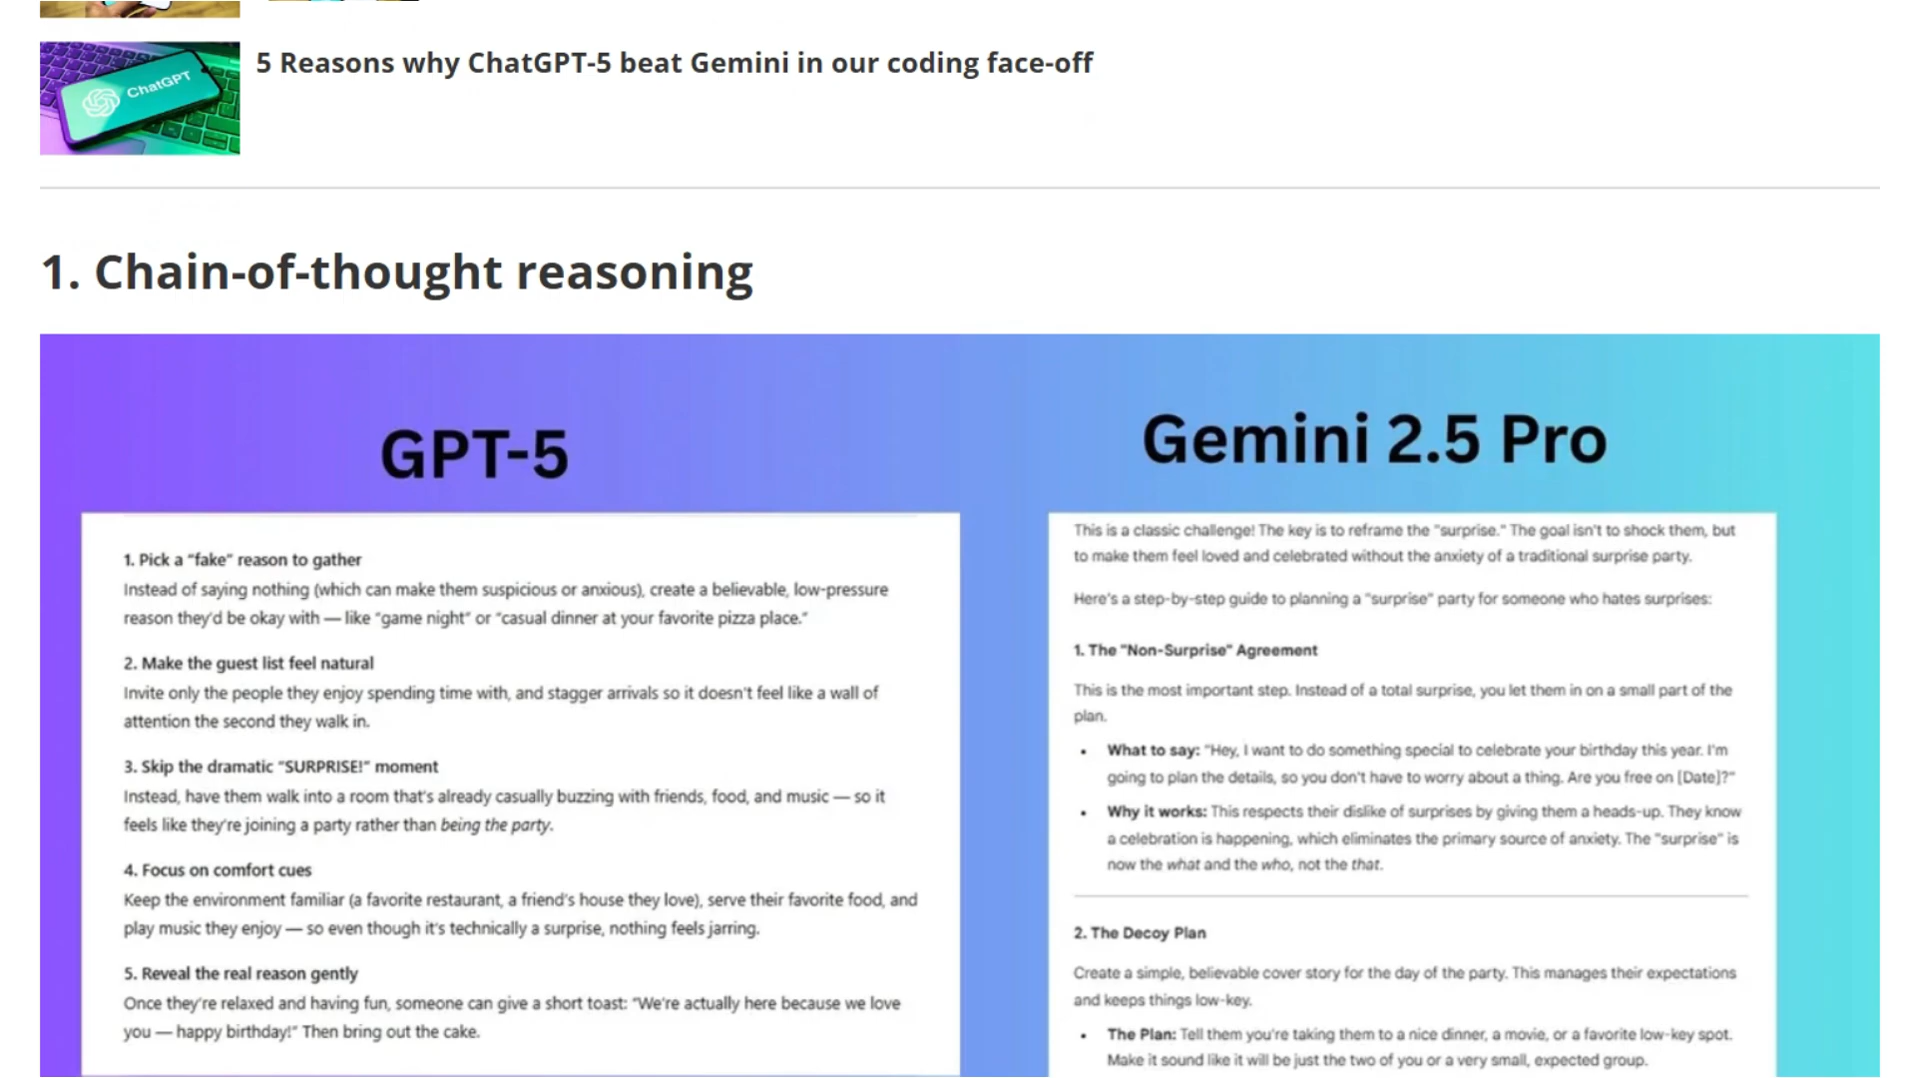 ChatGPT
5 Reasons why ChatGPT-5 beat Gemini in our coding face-off
1. Chain-of-thought reasoning
GPT-5
1. Pick a “fake” reason to gather
Instead of saying nothing (which can make them suspicious or anxious), create a believable, low-pressure
reason they’d be okay with — like “game night” or “casual dinner at your favorite pizza place.”
2. Make the guest list feel natural
Invite only the people they enjoy spending time with, and stagger arrivals so it doesn’t feel like a wall of
attention the second they walk in.
3. Skip the dramatic “SURPRISE!” moment
Instead, have them walk into a room that’s already casually buzzing with friends, food, and music — so it
feels like they’re joining a party rather than being the party.
4. Focus on comfort cues
Keep the environment familiar (a favorite restaurant, a friend’s house they love), serve their favorite food, and
play music they enjoy — so even though it’s technically a surprise, nothing feels jarring.
5. Reveal the real reason gently
Once they’re relaxed and having fun, someone can give a short toast: “We’re actually here because we love
you — happy birthday!” Then bring out the cake.
Gemini 2.5 Pro
This is a classic challenge! The key is to reframe the "surprise." The goal isn't to shock them, but
to make them feel loved and celebrated without the anxiety of a traditional surprise party.
Here's a step-by-step guide to planning a "surprise" party for someone who hates surprises:
1. The "Non-Surprise" Agreement
This is the most important step. Instead of a total surprise, you let them in on a small part of the
plan.
• What to say: "Hey, I want to do something special to celebrate your birthday this year. I'm
going to plan the details, so you don't have to worry about a thing. Are you free on [Date]?"
• Why it works: This respects their dislike of surprises by giving them a heads-up. They know
a celebration is happening, which eliminates the primary source of anxiety. The "surprise" is
now the what and the who, not the that.
2. The Decoy Plan
Create a simple, believable cover story for the day of the party. This manages their expectations
and keeps things low-key.
• The Plan: Tell them you're taking them to a nice dinner, a movie, or a favorite low-key spot.
Make it sound like it will be just the two of you or a very small, expected group.